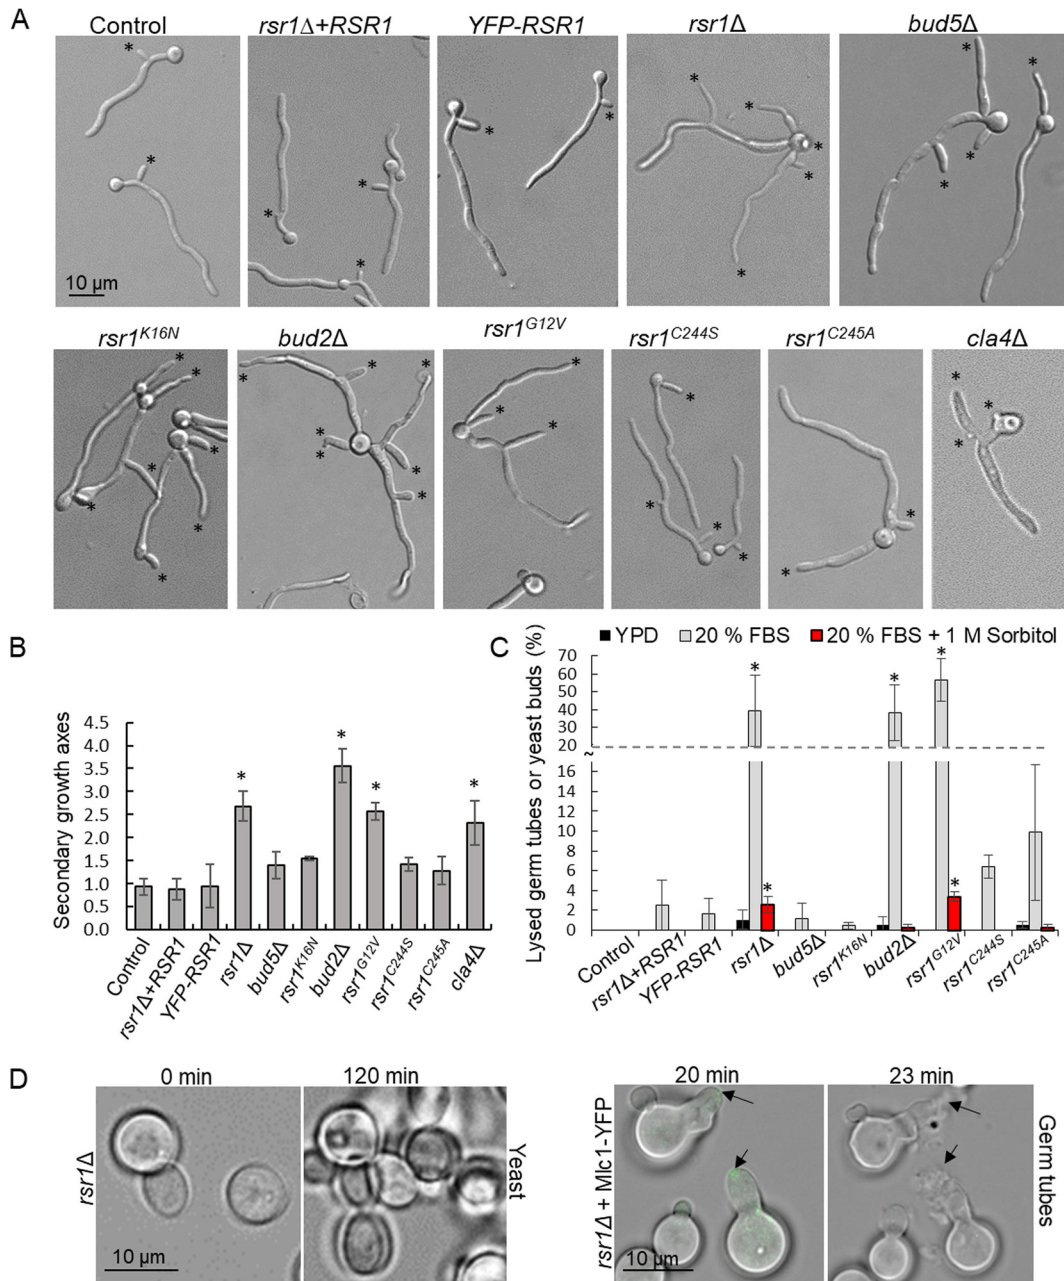 A
Control
rsr1Δ+RSR1
YFP-RSR1
rsr1Δ
bud5Δ
* * * * * * * * * * * * * * * *
10 µm
rsr1K16N
bud2Δ
rsr1G12V
rsr1C244S
rsr1C245A
cla4Δ
B
Secondary growth axes
4.5
4.0
3.5
3.0
2.5
2.0
1.5
1.0
0.5
0.0
* * * *
Control
rsr1Δ+RSR1
YFP-RSR1
rsr1Δ
bud5Δ
rsr1K16N
bud2Δ
rsr1G12V
rsr1C244S
rsr1C245A
cla4Δ
C
YPD
20 % FBS
20 % FBS + 1 M Sorbitol
Lysed germ tubes or yeast buds (%)
70
60
50
40
30
20
~
16
14
12
10
8
6
4
2
0
* * * * *
Control
rsr1Δ+RSR1
YFP-RSR1
rsr1Δ
bud5Δ
rsr1K16N
bud2Δ
rsr1G12V
rsr1C244S
rsr1C245A
D
0 min
120 min
rsr1Δ
10 µm
Yeast
20 min
23 min
rsr1Δ + Mlc1-YFP
10 µm
Germ tubes